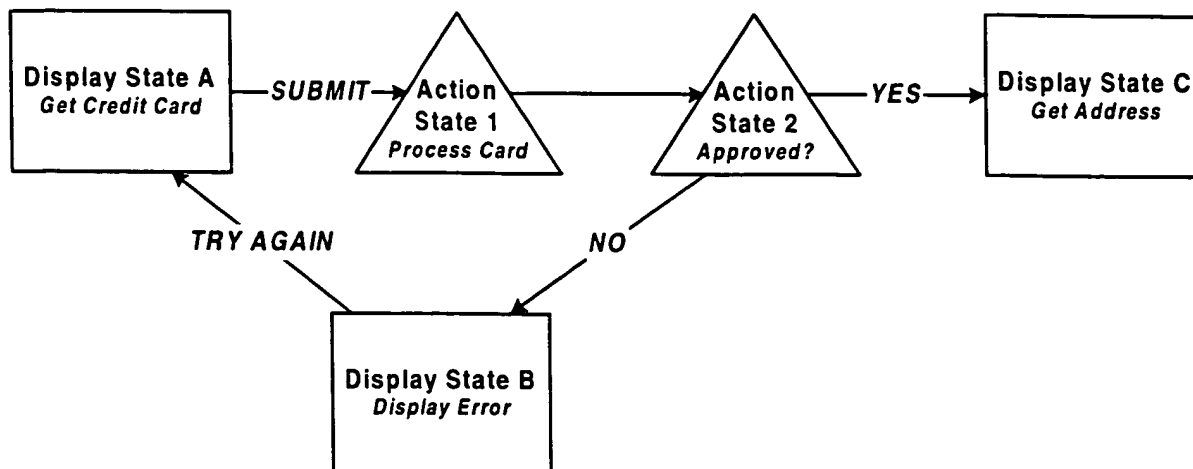 Display State A
Get Credit Card
SUBMIT
Action
State 1
Process Card
Action
State 2
Approved?
YES
Display State C
Get Address
TRY AGAIN
NO
Display State B
Display Error